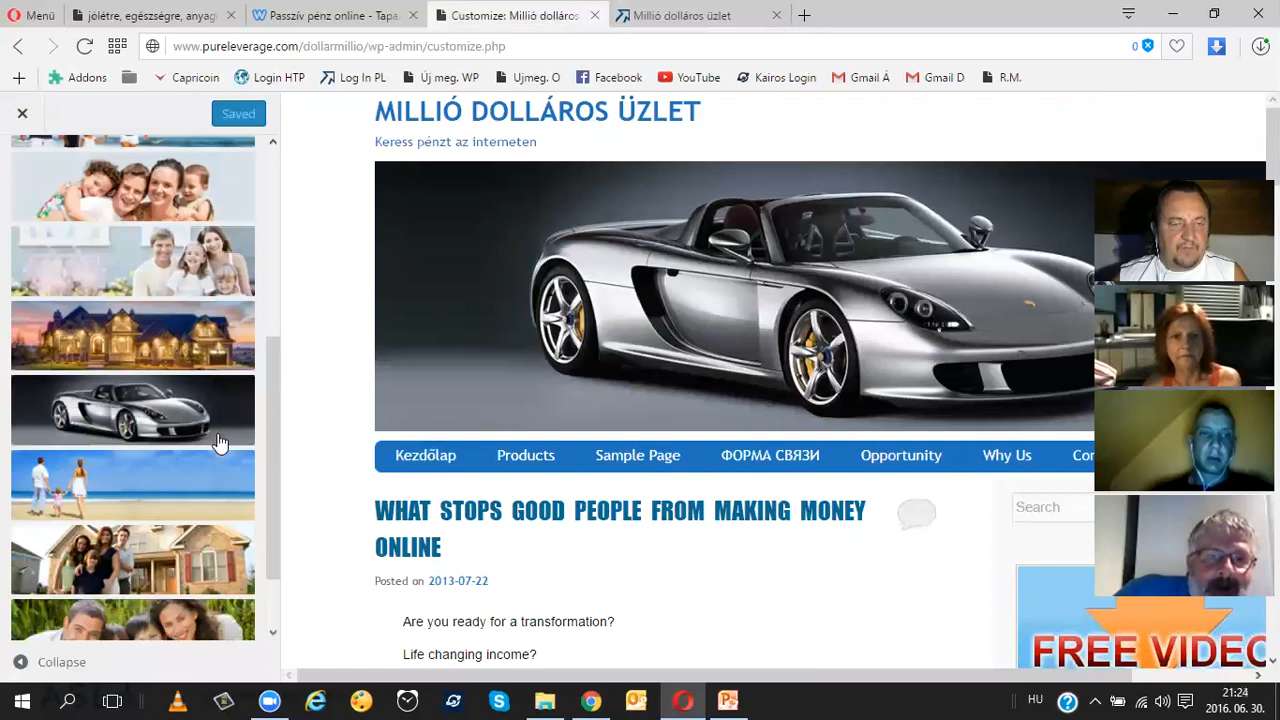 Menü
jólétre, egészségre, anyag
Passzív pénz online - Tapa
Customize: Millió dolláros
Millió dolláros üzlet
www.pureleverage.com/dollarmillio/wp-admin/customize.php
0
Addons
Capricoin
Login HTP
Log In PL
Új meg. WP
Ujmeg. O
Facebook
YouTube
Kairos Login
Gmail Á
Gmail D
R.M.
Saved
MILLIÓ DOLLÁROS ÜZLET
Keress pénzt az interneten
Kezdőlap
Products
Sample Page
ФОРМА СВЯЗИ
Opportunity
Why Us
Cor
WHAT STOPS GOOD PEOPLE FROM MAKING MONEY
ONLINE
Search
Posted on 2013-07-22
Are you ready for a transformation?
Life changing income?
FREE VIDEO
Collapse
HU
21:24
2016. 06. 30.